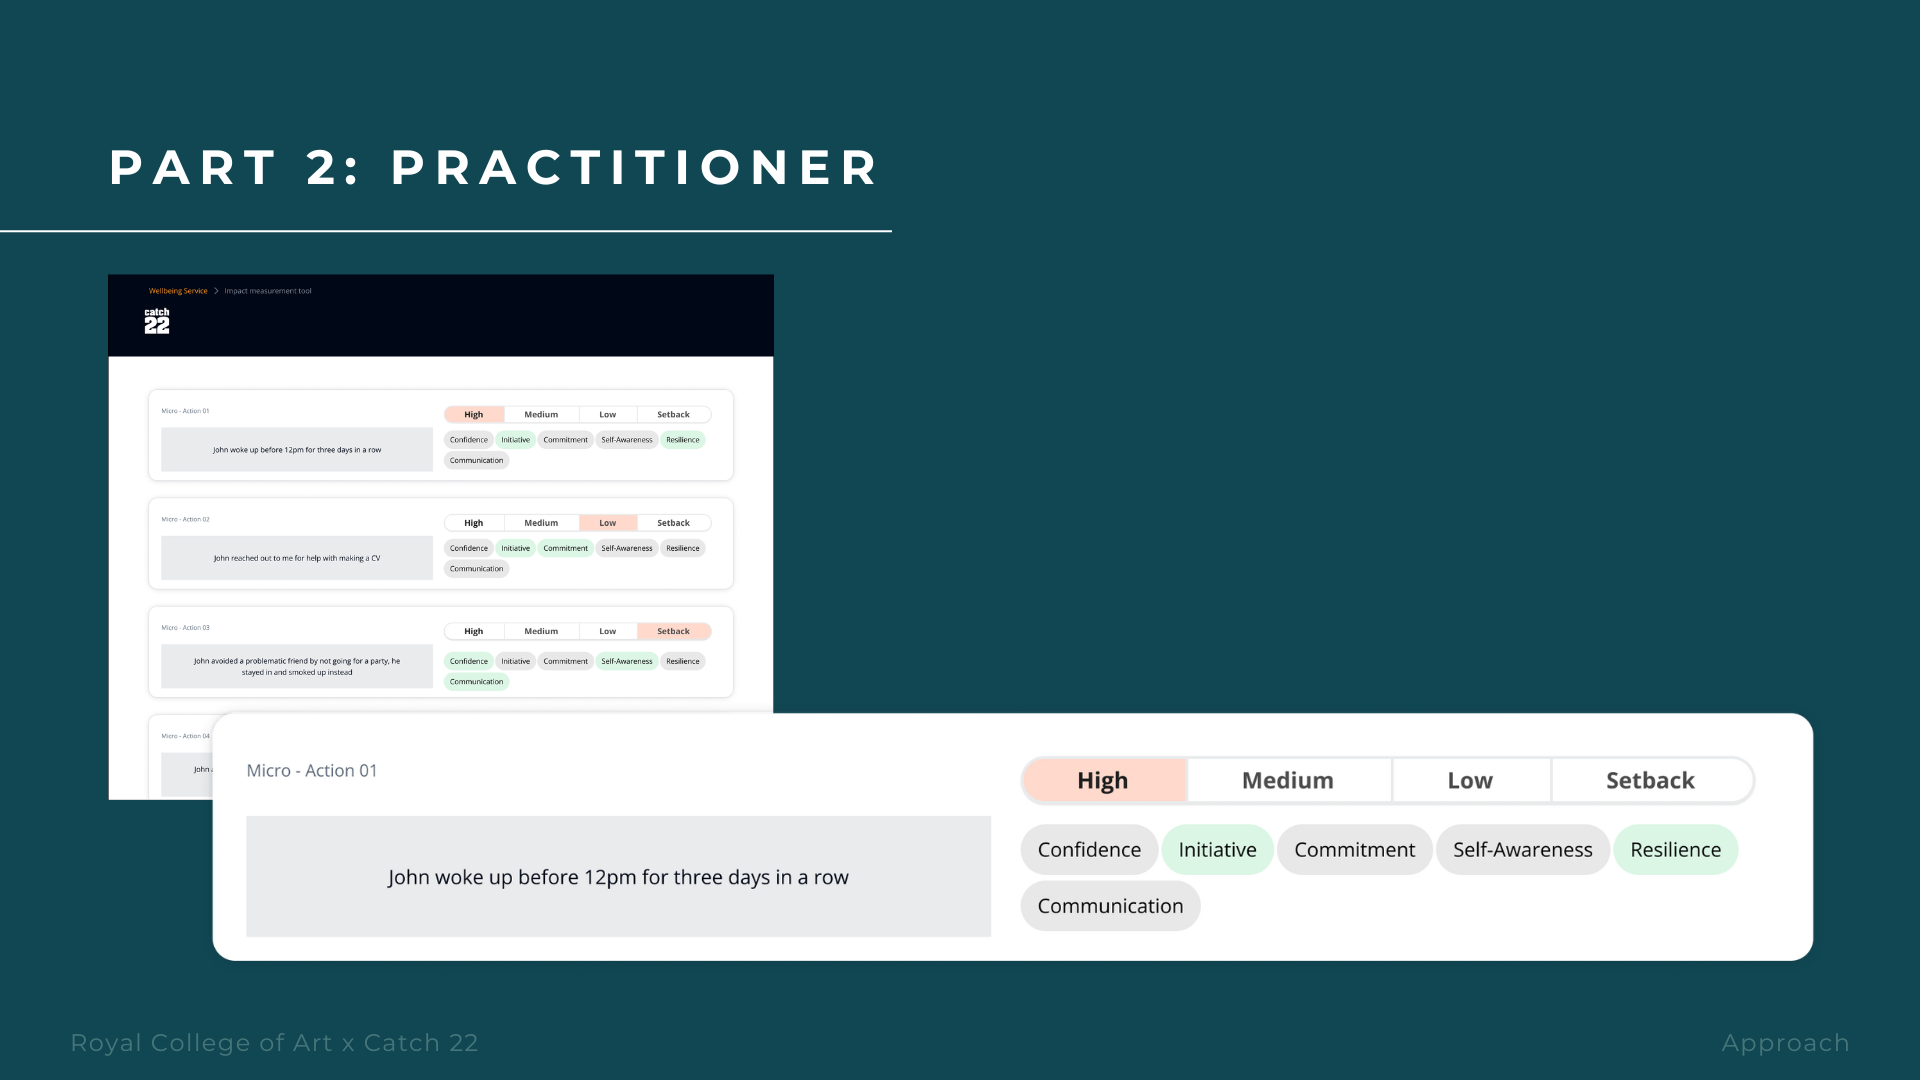 PART 2: PRACTITIONER
Wellbeing Service > Impact measurement tool
catch
22
Micro - Action 01
High Medium Low Setback
John woke up before 12pm for three days in a row
Confidence Initiative Commitment Self-Awareness Resilience
Communication
Micro - Action 02
High Medium Low Setback
John reached out to me for help with making a CV
Confidence Initiative Commitment Self-Awareness Resilience
Communication
Micro - Action 03
High Medium Low Setback
John avoided a problematic friend by not going for a party, he
stayed in and smoked up instead
Confidence Initiative Commitment Self-Awareness Resilience
Communication
Micro - Action 04
John
Micro - Action 01
High Medium Low Setback
John woke up before 12pm for three days in a row
Confidence Initiative Commitment Self-Awareness Resilience
Communication
Royal College of Art x Catch 22
Approach